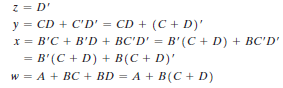 z = D'
y = CD + C'D' = CD + (C + D)'
x = B'C + B'D + BC'D' = B'(C + D) + BC'D'
= B'(C + D) + B(C + D)'
w = A + BC + BD = A + B(C + D)